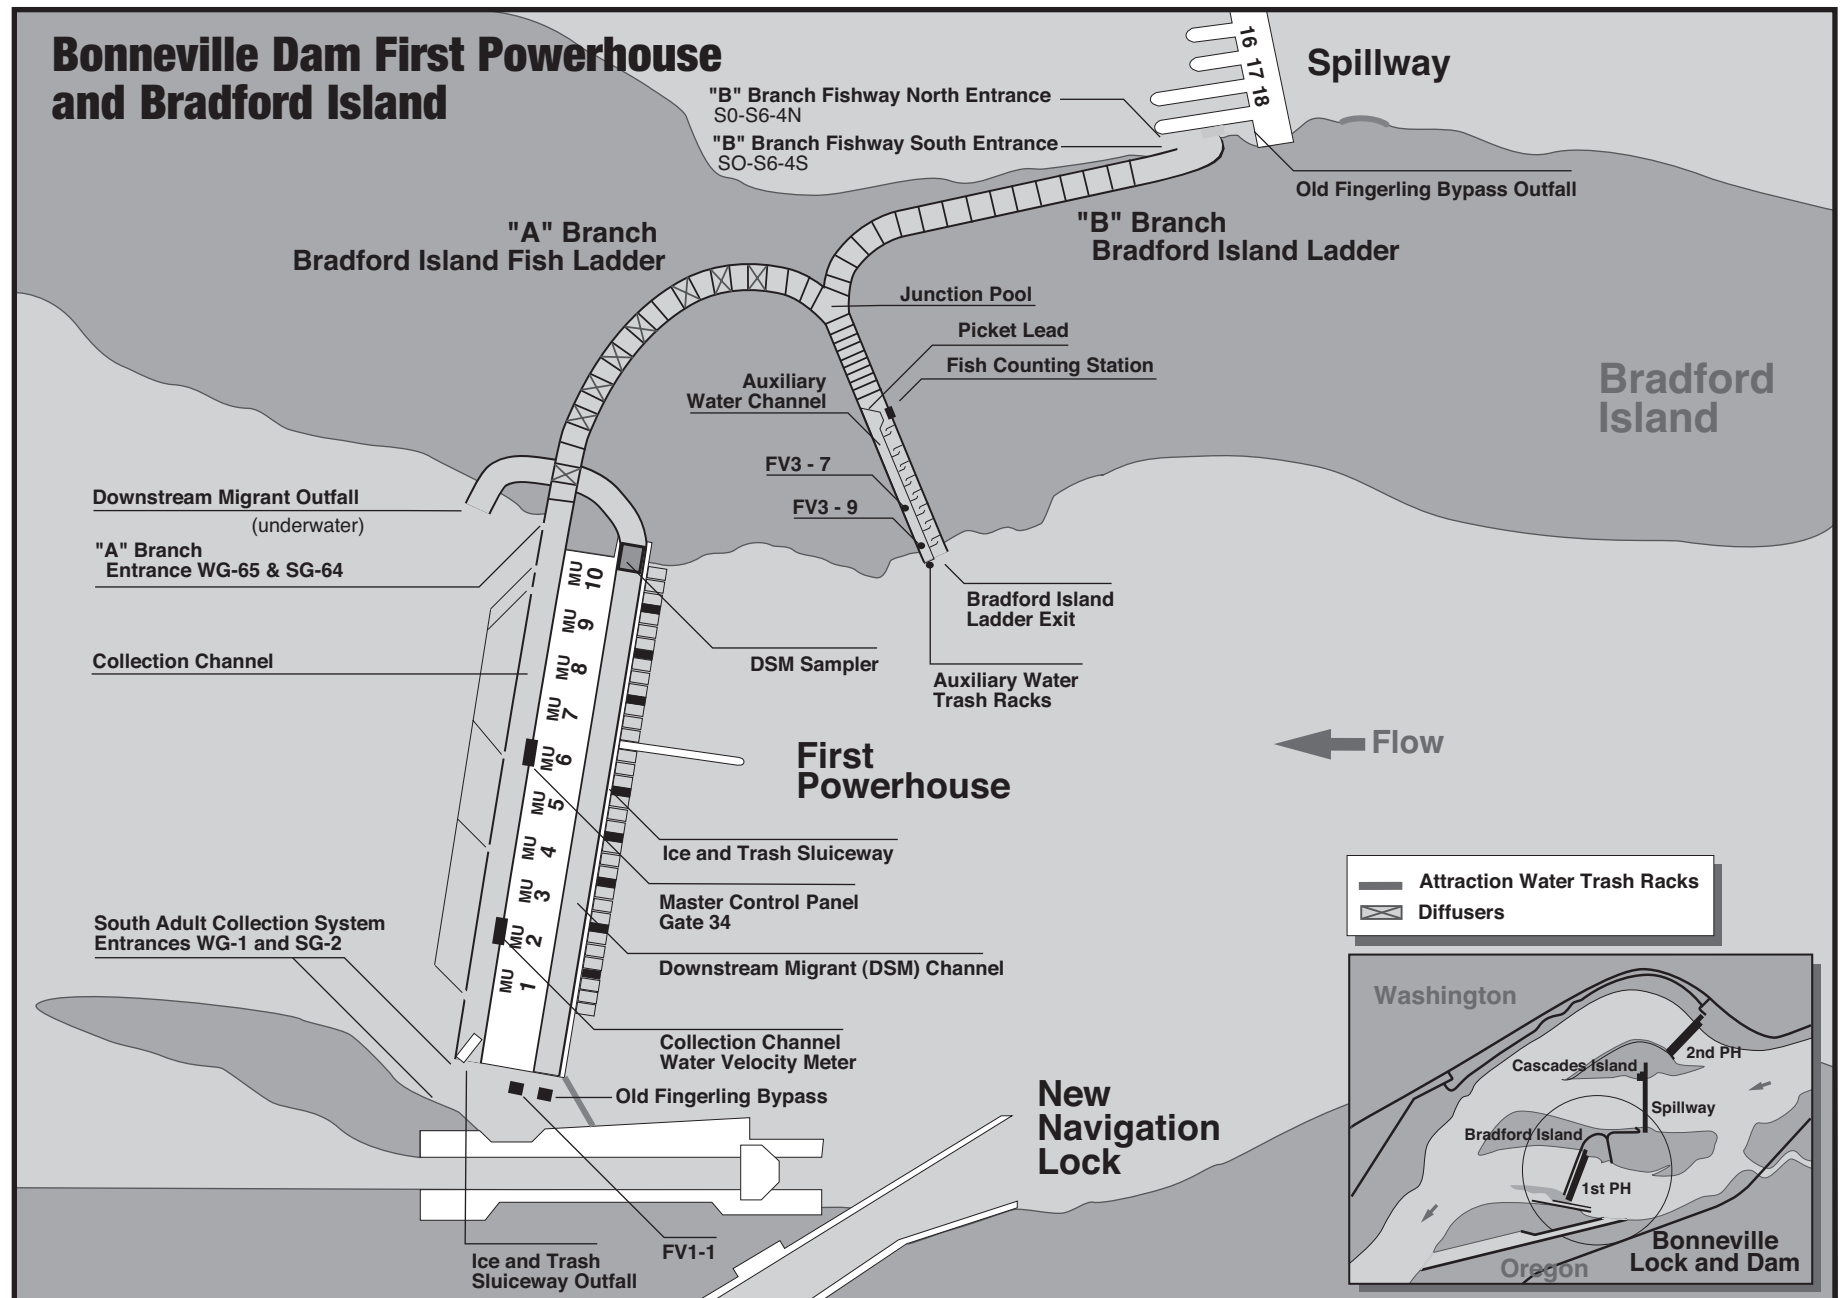 Bonneville Dam First Powerhouse
and Bradford Island
16
17
18
Spillway
"B" Branch Fishway North Entrance
S0-S6-4N
"B" Branch Fishway South Entrance
SO-S6-4S
Old Fingerling Bypass Outfall
"A" Branch
Bradford Island Fish Ladder
"B" Branch
Bradford Island Ladder
Junction Pool
Picket Lead
Fish Counting Station
Auxiliary
Water Channel
Bradford
Island
FV3 - 7
FV3 - 9
Downstream Migrant Outfall
(underwater)
"A" Branch
Entrance WG-65 & SG-64
Collection Channel
MU
10
MU
9
MU
8
MU
7
MU
6
MU
5
MU
4
MU
3
MU
2
MU
1
Bradford Island
Ladder Exit
DSM Sampler
Auxiliary Water
Trash Racks
First
Powerhouse
Flow
Ice and Trash Sluiceway
Master Control Panel
Gate 34
Downstream Migrant (DSM) Channel
South Adult Collection System
Entrances WG-1 and SG-2
Collection Channel
Water Velocity Meter
Old Fingerling Bypass
New
Navigation
Lock
FV1-1
Ice and Trash
Sluiceway Outfall
Attraction Water Trash Racks
Diffusers
Washington
2nd PH
Cascades Island
Spillway
Bradford Island
1st PH
Bonneville
Lock and Dam
Oregon